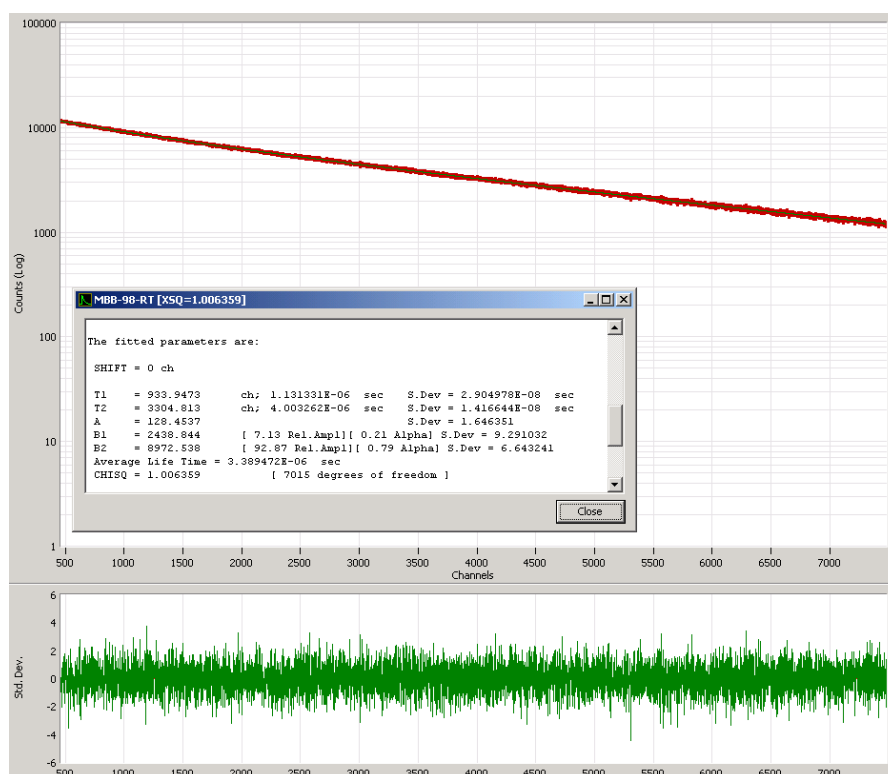 100000
10000
1000
100
10
1
Counts (Log)
MBB-98-RT [XSQ=1.006359]
The fitted parameters are:
SHIFT = 0 ch
T1 = 933.9473 ch; 1.131331E-06 sec S.Dev = 2.904978E-08 sec
T2 = 3304.813 ch; 4.003262E-06 sec S.Dev = 1.416644E-08 sec
A = 128.4537 S.Dev = 1.646351
B1 = 2438.844 [ 7.13 Rel.Ampl][ 0.21 Alpha] S.Dev = 9.291032
B2 = 8972.538 [ 92.87 Rel.Ampl][ 0.79 Alpha] S.Dev = 6.643241
Average Life Time = 3.389472E-06 sec
CHISQ = 1.006359 [ 7015 degrees of freedom ]
Close
500 1000 1500 2000 2500 3000 3500 4000 4500 5000 5500 6000 6500 7000
Channels
6
4
2
0
-2
-4
-6
Std. Dev.
500 1000 1500 2000 2500 3000 3500 4000 4500 5000 5500 6000 6500 7000